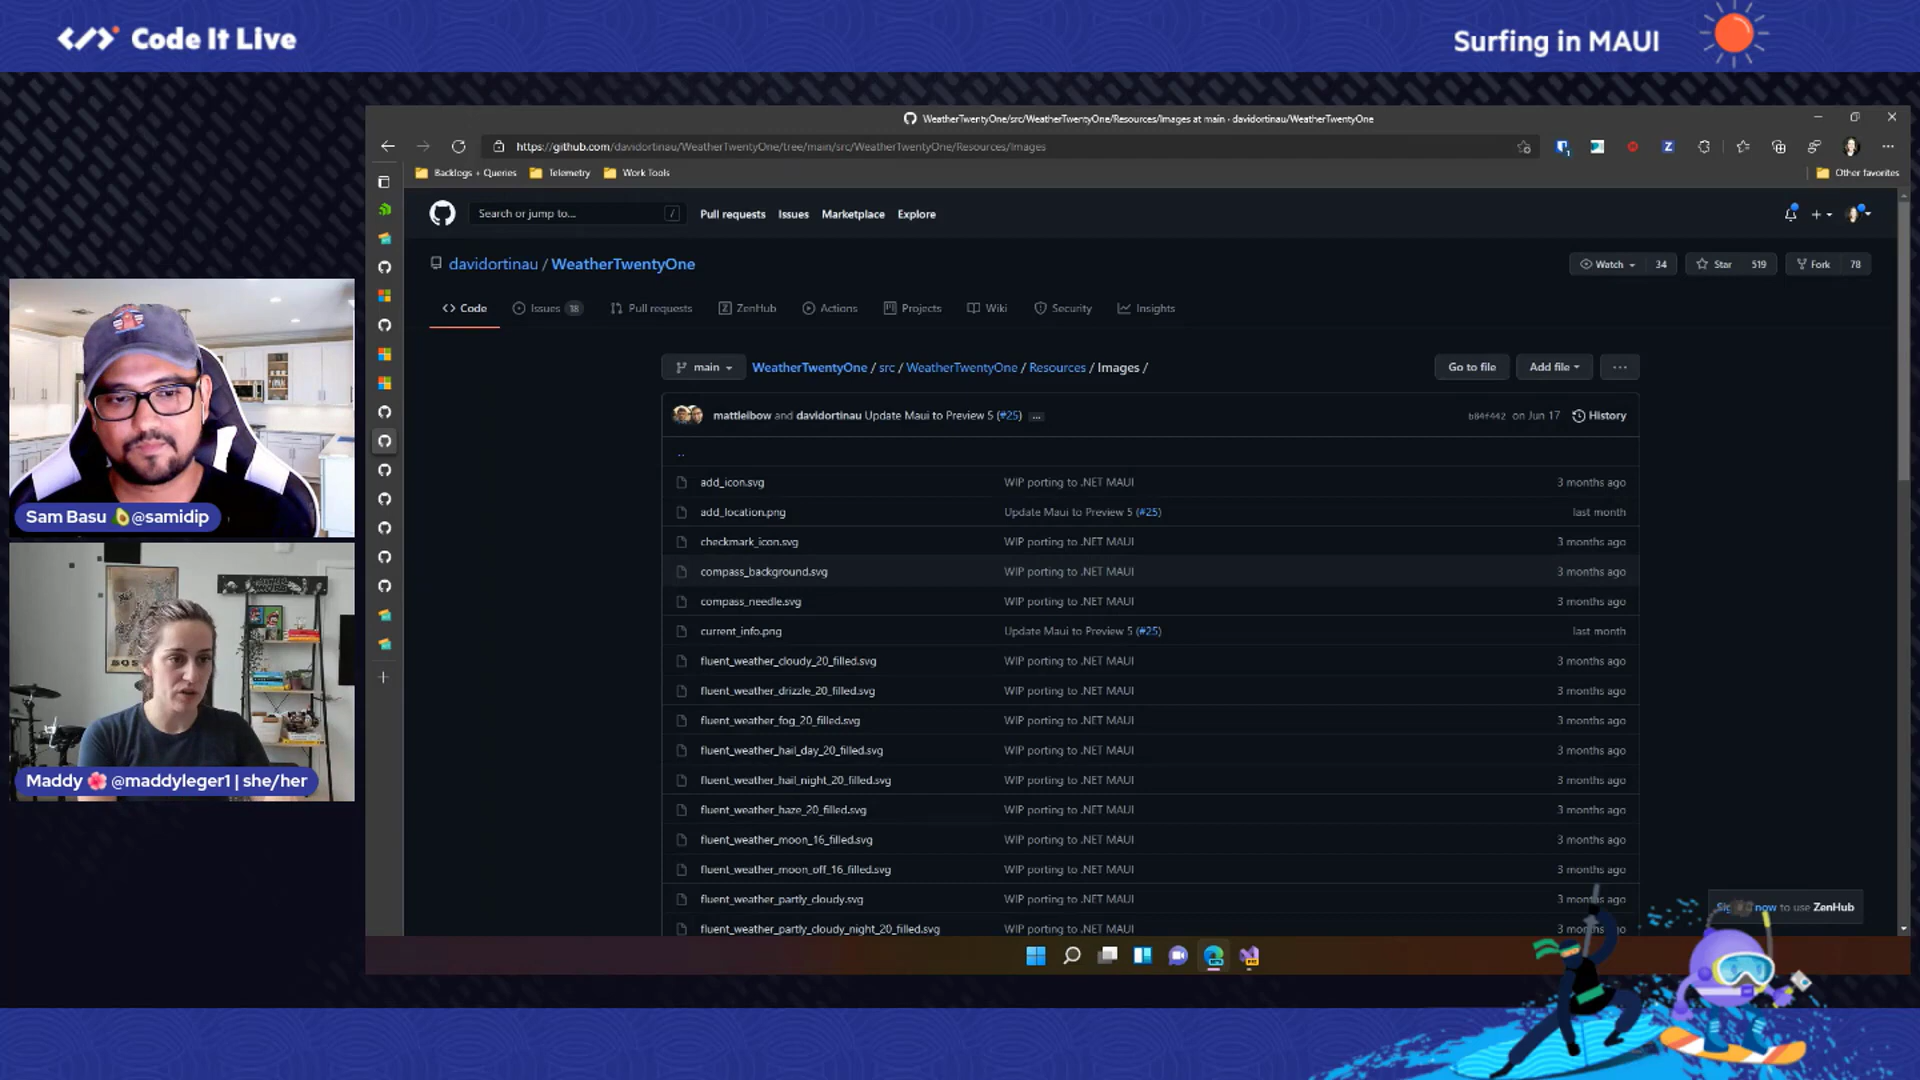 Code It Live
Surfing in MAUI
WeatherTwentyOne/src/WeatherTwentyOne/Resources/Images at main · davidortinau/WeatherTwentyOne
https://github.com/davidortinau/WeatherTwentyOne/tree/main/src/WeatherTwentyOne/Resources/Images
Backlogs + Queries Telemetry Work Tools Other favorites
Search or jump to... / Pull requests Issues Marketplace Explore
davidortinau / WeatherTwentyOne
Watch 34 Star 519 Fork 78
Code Issues 18 Pull requests ZenHub Actions Projects Wiki Security Insights
main WeatherTwentyOne / src / WeatherTwentyOne / Resources / Images /
Go to file Add file ...
mattleibow and davidortinau Update Maui to Preview 5 (#25) ... b84f442 on Jun 17 History
..
add_icon.svg WIP porting to .NET MAUI 3 months ago
add_location.png Update Maui to Preview 5 (#25) last month
checkmark_icon.svg WIP porting to .NET MAUI 3 months ago
compass_background.svg WIP porting to .NET MAUI 3 months ago
compass_needle.svg WIP porting to .NET MAUI 3 months ago
current_info.png Update Maui to Preview 5 (#25) last month
fluent_weather_cloudy_20_filled.svg WIP porting to .NET MAUI 3 months ago
fluent_weather_drizzle_20_filled.svg WIP porting to .NET MAUI 3 months ago
fluent_weather_fog_20_filled.svg WIP porting to .NET MAUI 3 months ago
fluent_weather_hail_day_20_filled.svg WIP porting to .NET MAUI 3 months ago
fluent_weather_hail_night_20_filled.svg WIP porting to .NET MAUI 3 months ago
fluent_weather_haze_20_filled.svg WIP porting to .NET MAUI 3 months ago
fluent_weather_moon_16_filled.svg WIP porting to .NET MAUI 3 months ago
fluent_weather_moon_off_16_filled.svg WIP porting to .NET MAUI 3 months ago
fluent_weather_partly_cloudy.svg WIP porting to .NET MAUI 3 months ago
fluent_weather_partly_cloudy_night_20_filled.svg WIP porting to .NET MAUI 3 months
now to use ZenHub
Sam Basu 🥑@samidip
Maddy 🌺 @maddyleger1 | she/her